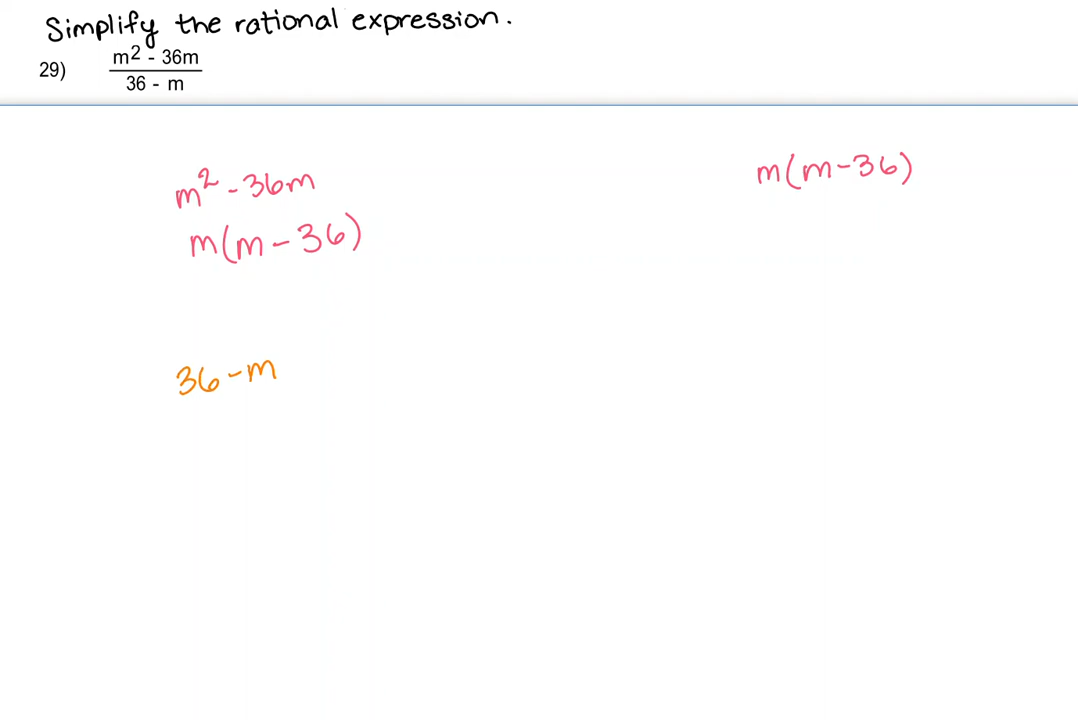 Simplify the rational expression.
29) m2 - 36m
36 - m
m² - 36m
m(m - 36)
m(m - 36)
36 - m